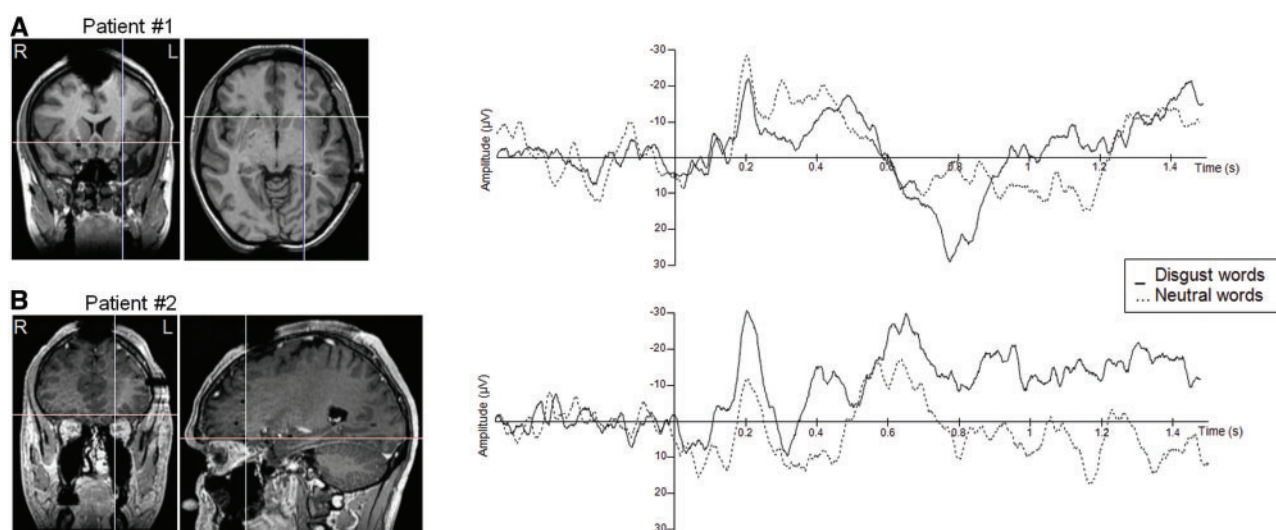 A
Patient #1
R
L
-30
-20
-10
10
20
30
Amplitude (µV)
0.2
0.4
0.6
0.8
1
1.2
1.4
Time (s)
Disgust words
Neutral words
B
Patient #2
R
L
-30
-20
-10
10
20
30
Amplitude (µV)
0.2
0.4
0.6
0.8
1
1.2
1.4
Time (s)